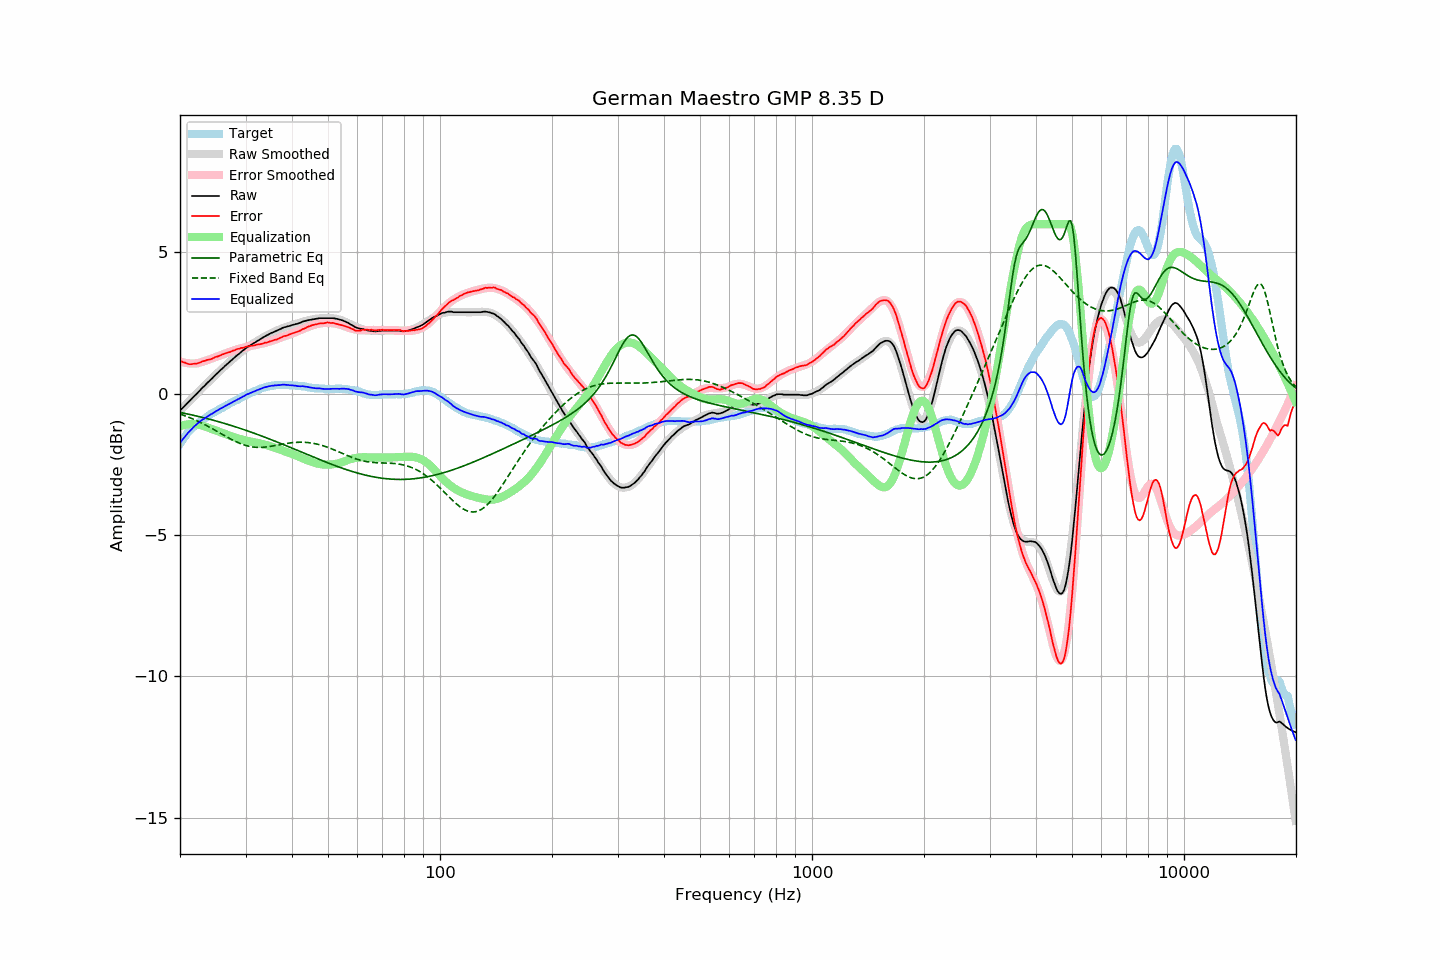 German Maestro GMP 8.35 D
Target
Raw Smoothed
Error Smoothed
Raw
Error
Equalization
Parametric Eq
Fixed Band Eq
Equalized
5
0
−5
−10
−15
Amplitude (dBr)
100
1000
10000
Frequency (Hz)